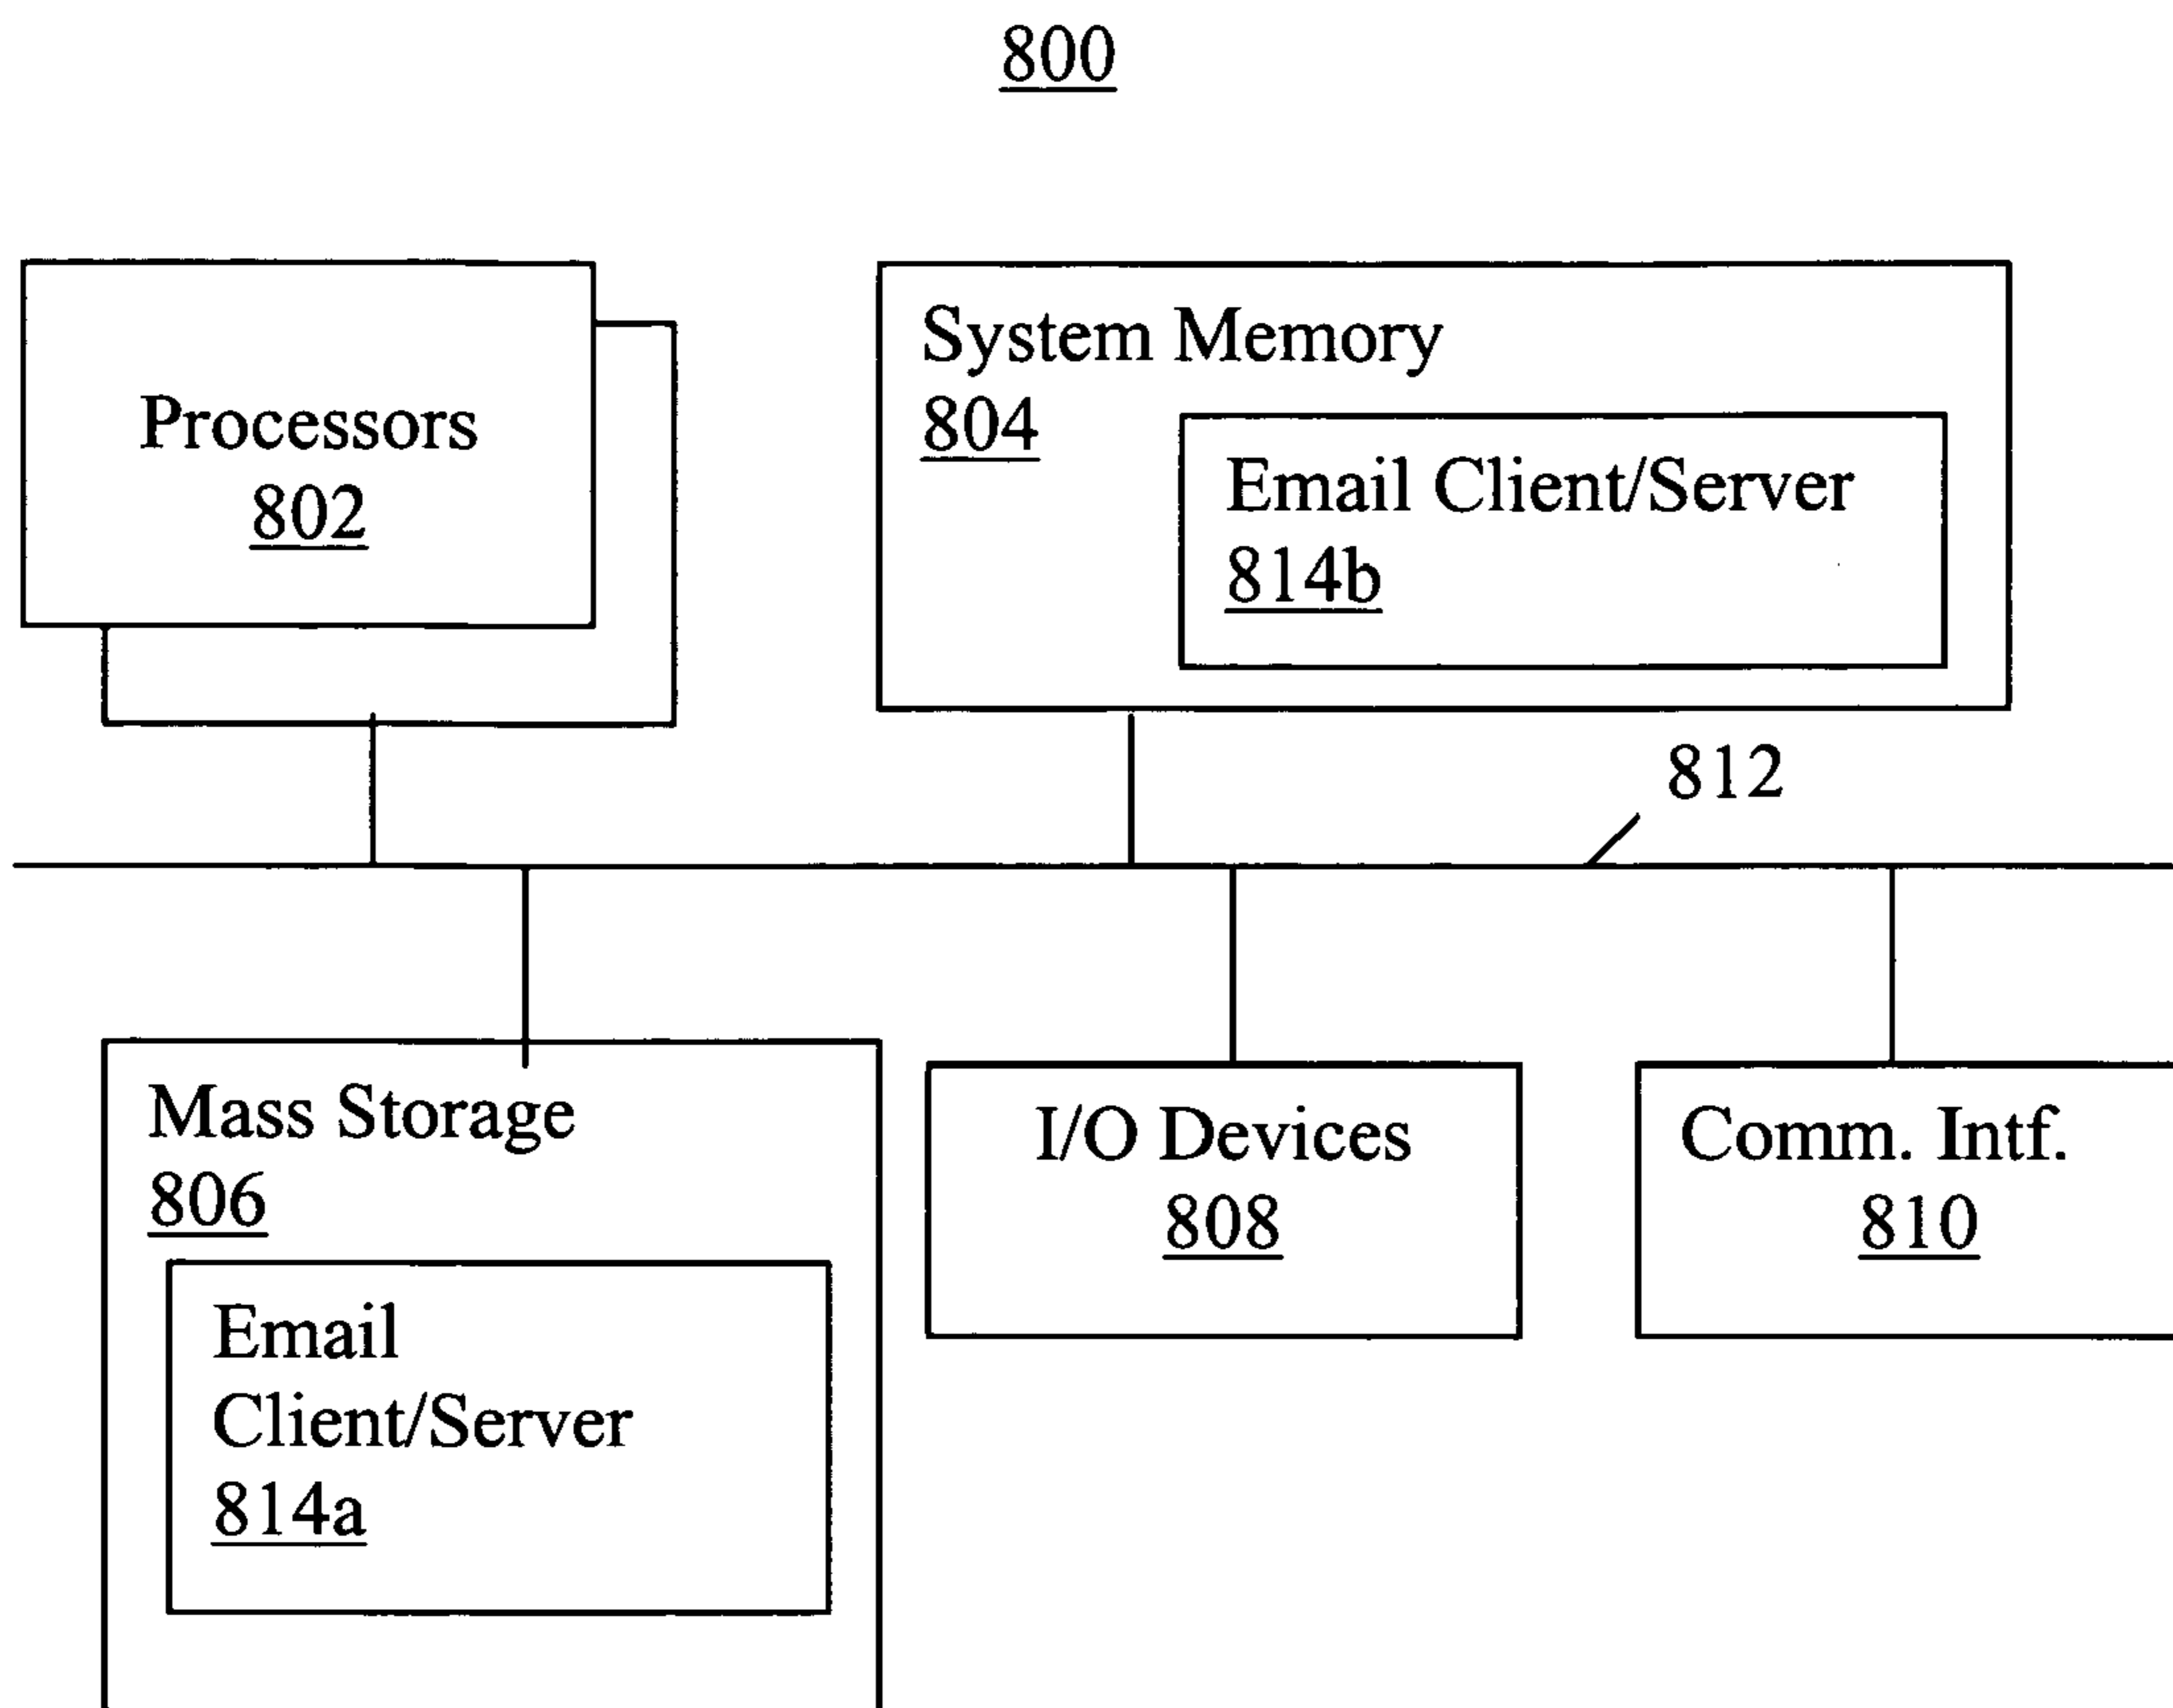 800
Processors
802
System Memory
804
Email Client/Server
814b
812
Mass Storage
806
Email
Client/Server
814a
I/O Devices
808
Comm. Intf.
810